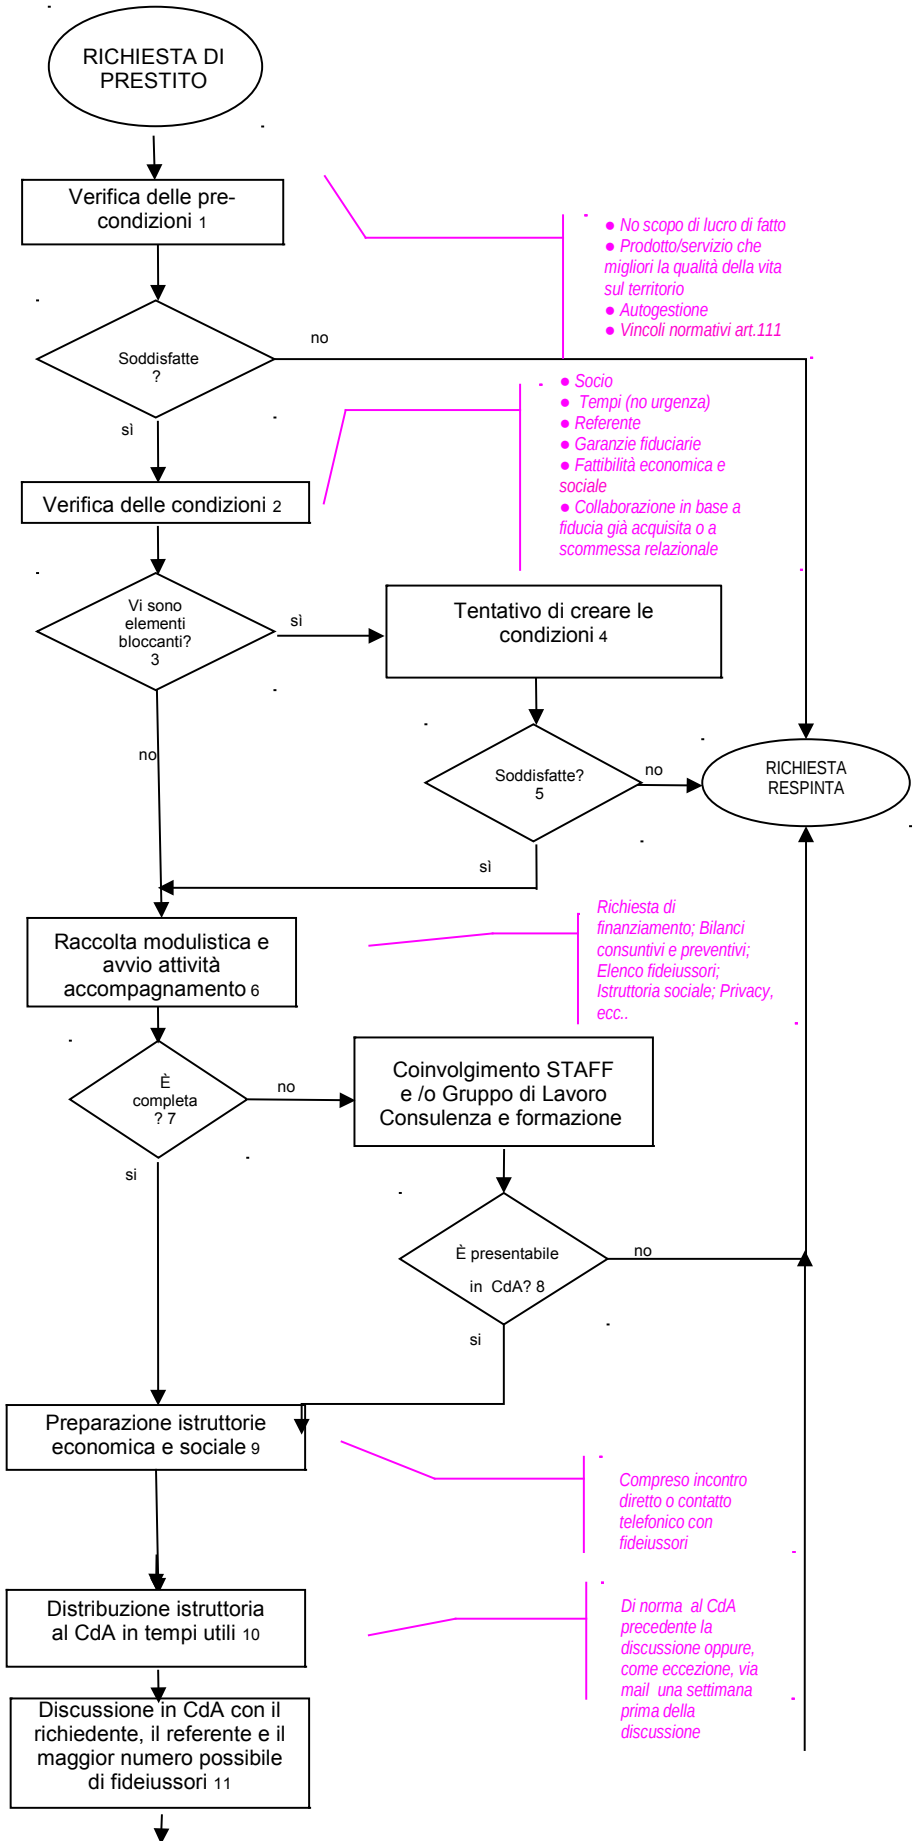 RICHIESTA DI
PRESTITO
Verifica delle pre-
condizioni 1
● No scopo di lucro di fatto
● Prodotto/servizio che
migliori la qualità della vita
sul territorio
● Autogestione
● Vincoli normativi art.111
Soddisfatte
?
no
sì
● Socio
● Tempi (no urgenza)
● Referente
● Garanzie fiduciarie
● Fattibilità economica e
sociale
● Collaborazione in base a
fiducia già acquisita o a
scommessa relazionale
Verifica delle condizioni 2
Vi sono
elementi
bloccanti?
3
sì
no
Tentativo di creare le
condizioni 4
Soddisfatte?
5
no
sì
RICHIESTA
RESPINTA
Raccolta modulistica e
avvio attività
accompagnamento 6
Richiesta di
finanziamento; Bilanci
consuntivi e preventivi;
Elenco fideiussori;
Istruttoria sociale; Privacy,
ecc..
È
completa
? 7
no
si
Coinvolgimento STAFF
e /o Gruppo di Lavoro
Consulenza e formazione
È presentabile
in CdA? 8
no
si
Preparazione istruttorie
economica e sociale 9
Compreso incontro
diretto o contatto
telefonico con
fideiussori
Distribuzione istruttoria
al CdA in tempi utili 10
Di norma al CdA
precedente la
discussione oppure,
come eccezione, via
mail una settimana
prima della
discussione
Discussione in CdA con il
richiedente, il referente e il
maggior numero possibile
di fideiussori 11